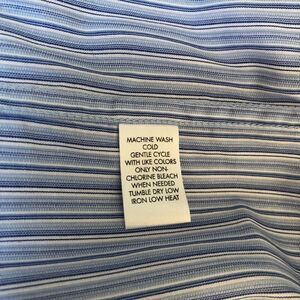 MACHINE WASH
COLD
GENTLE CYCLE
WITH LIKE COLORS
ONLY NON-
CHLORINE BLEACH
WHEN NEEDED
TUMBLE DRY LOW
IRON LOW HEAT